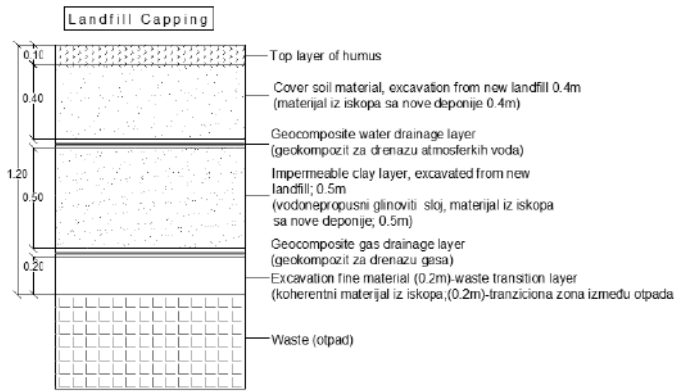 Landfill Capping
0.10
Top layer of humus
0.40
Cover soil material, excavation from new landfill 0.4m
(materijal iz iskopa sa nove deponije 0.4m)
Geocomposite water drainage layer
(geokompozit za drenazu atmosferkih voda)
1.20
0.50
Impermeable clay layer, excavated from new
landfill; 0.5m
(vodonepropusni glinoviti sloj, materijal iz iskopa
sa nove deponije; 0.5m)
Geocomposite gas drainage layer
(geokompozit za drenazu gasa)
0.20
Excavation fine material (0.2m)-waste transition layer
(koherentni materijal iz iskopa;(0.2m)-tranziciona zona između otpada
Waste (otpad)